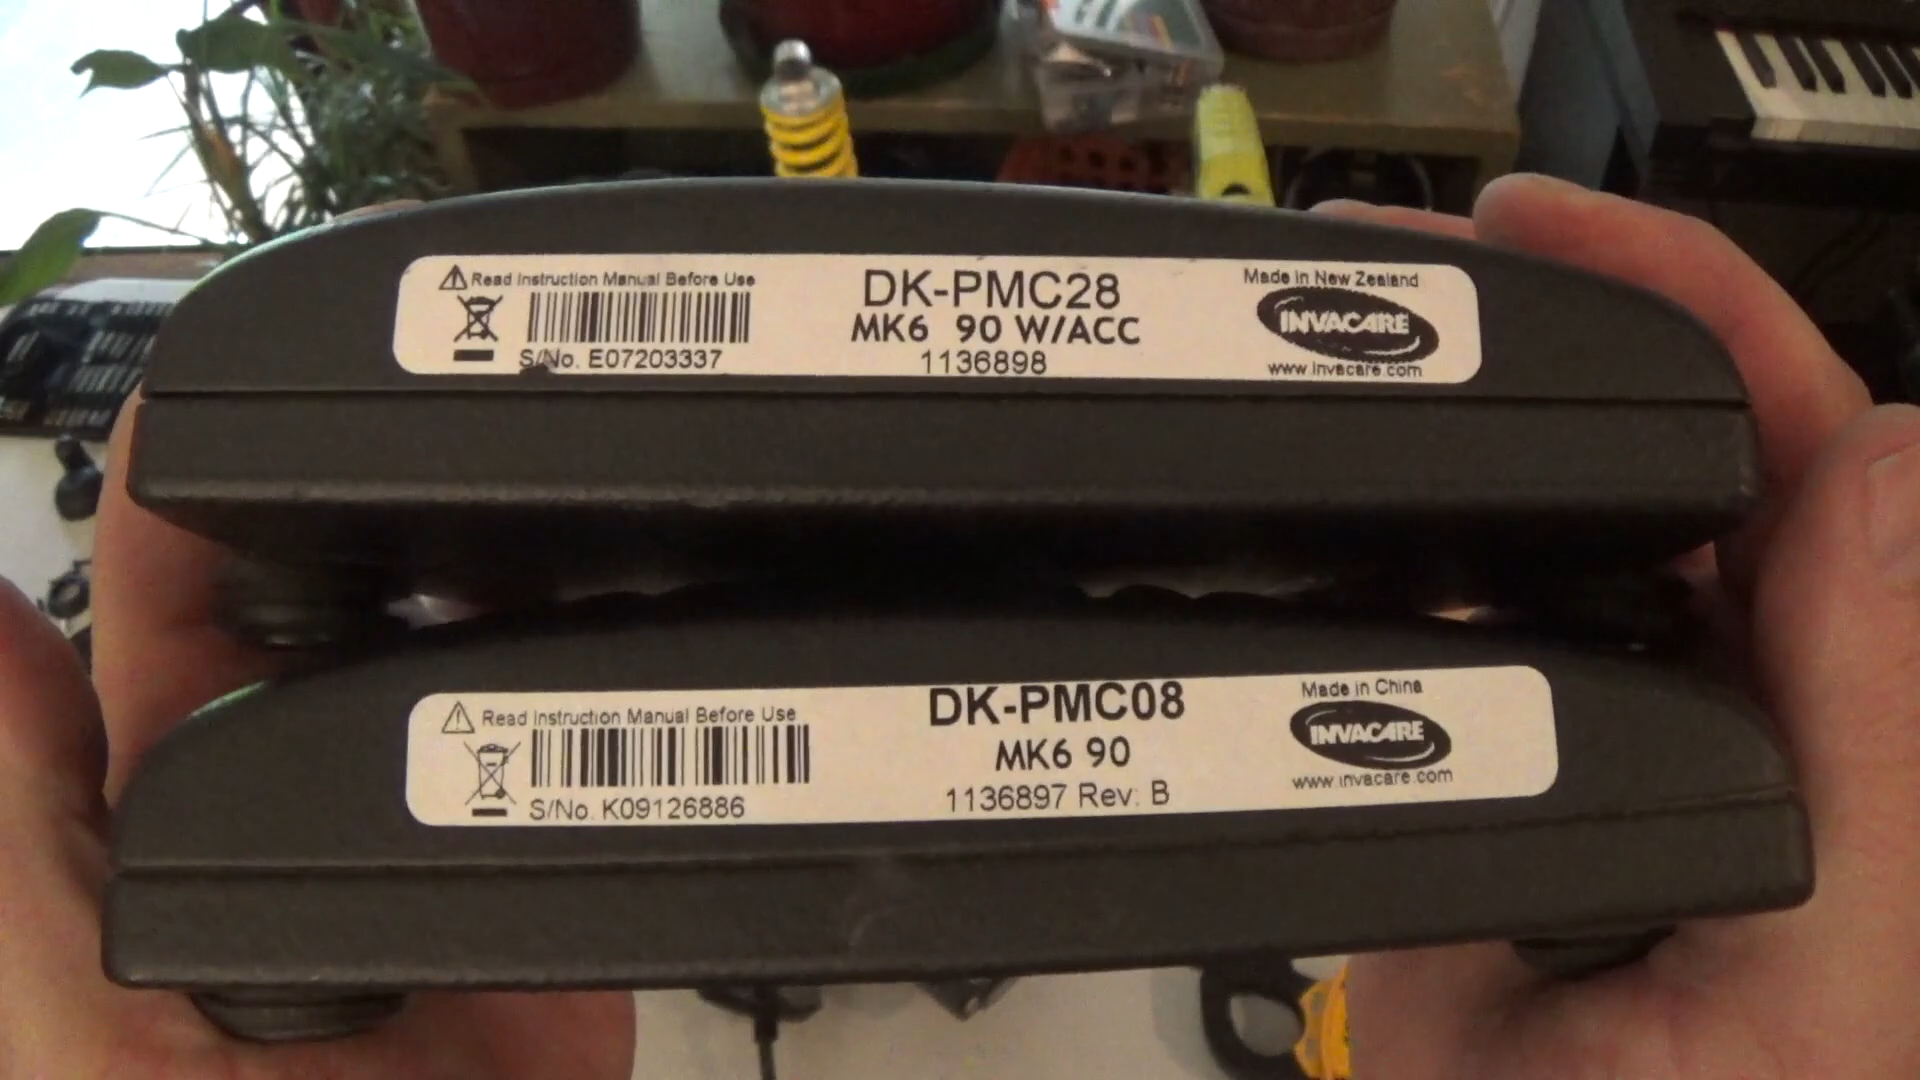 Read Instruction Manual Before Use
S/No. E07203337
DK-PMC28
MK6 90 W/ACC
1136898
Made in New Zealand
INVACARE
www.invacare.com
Read Instruction Manual Before Use
S/No. K09126886
DK-PMC08
MK6 90
1136897 Rev. B
Made in China
INVACARE
www.invacare.com